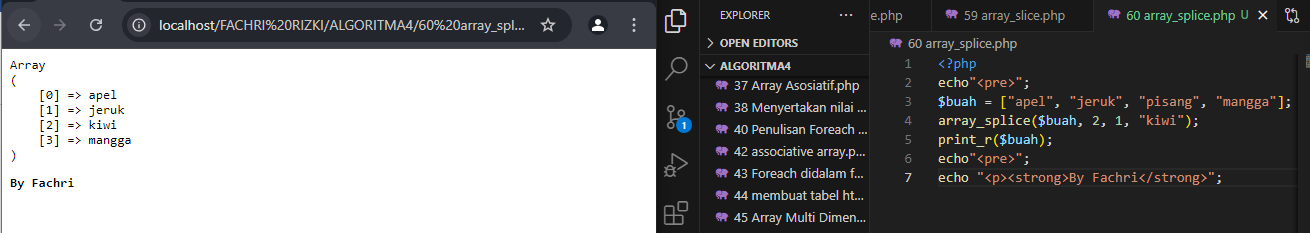 localhost/FACHRI%20RIZKI/ALGORITMA4/60%20array_spl...
Array
(
[0] => apel
[1] => jeruk
[2] => kiwi
[3] => mangga
)
By Fachri
1
EXPLORER ...
OPEN EDITORS
ALGORITMA4
37 Array Asosiatif.php
38 Menyertakan nilai ...
40 Penulisan Foreach ...
42 associative array.p...
43 Foreach didalam f...
44 membuat tabel ht...
45 Array Multi Dimen...
e.php
59 array_slice.php
60 array_splice.php U
60 array_splice.php
1 <?php
2 echo"<pre>";
3 $buah = ["apel", "jeruk", "pisang", "mangga"];
4 array_splice($buah, 2, 1, "kiwi");
5 print_r($buah);
6 echo"<pre>";
7 echo "<p><strong>By Fachri</strong>";